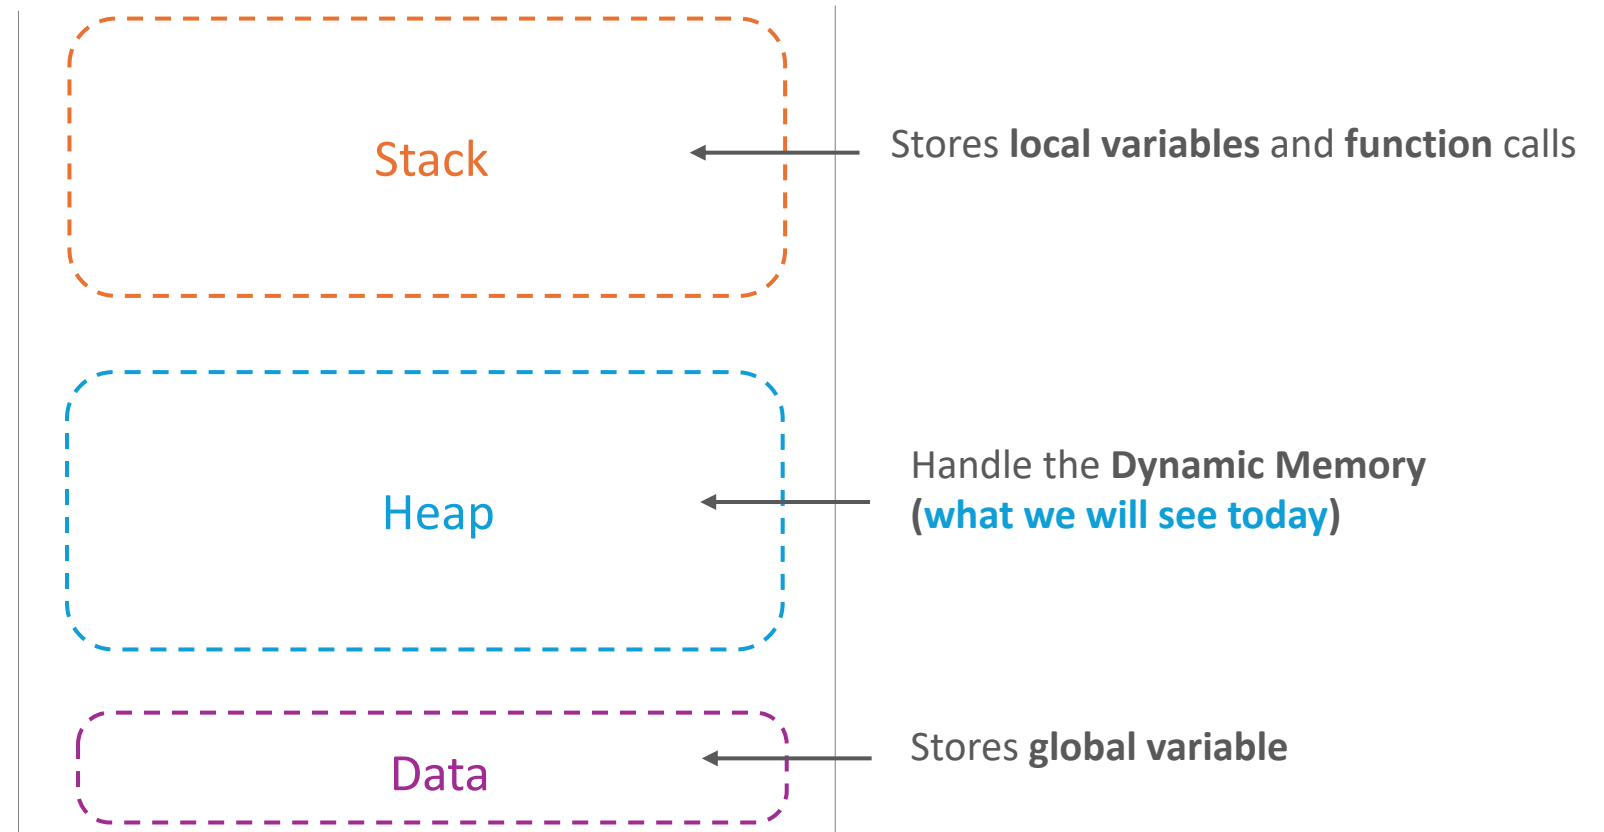 Stack
Stores local variables and function calls
Heap
Handle the Dynamic Memory
(what we will see today)
Data
Stores global variable